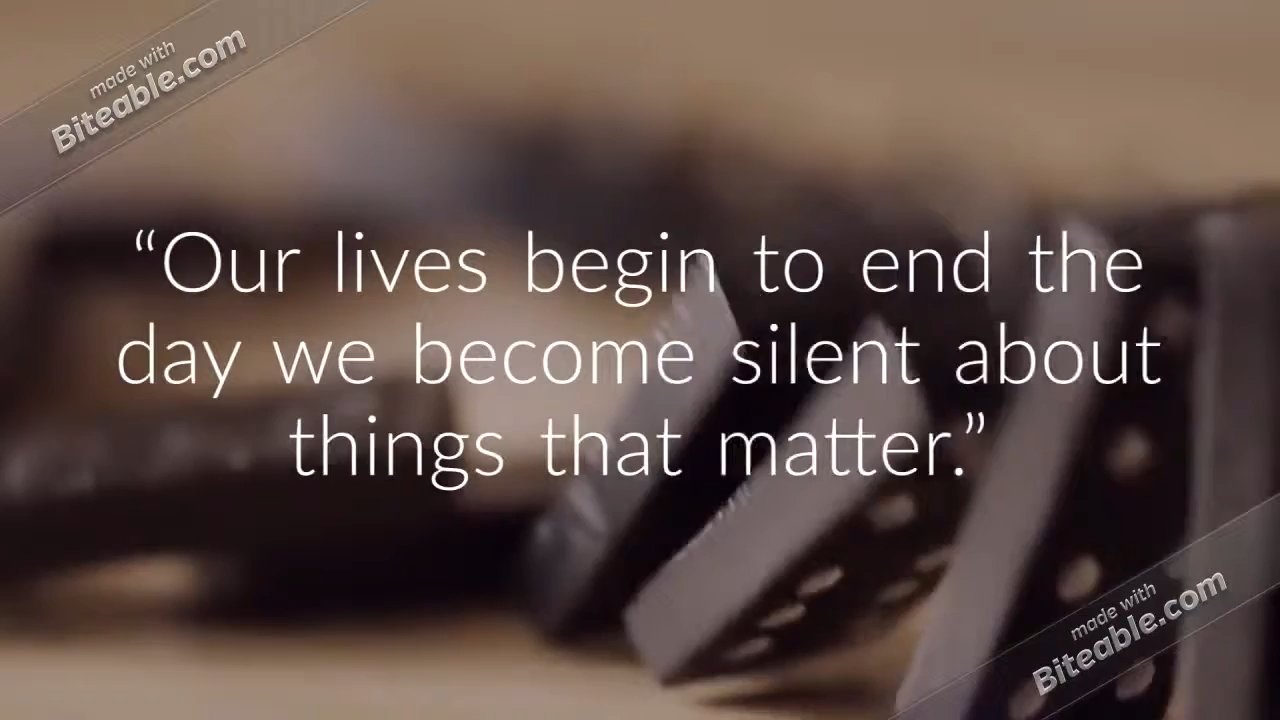 made with
Biteable.com
“Our lives begin to end the
day we become silent about
things that matter.”
made with
Biteable.com